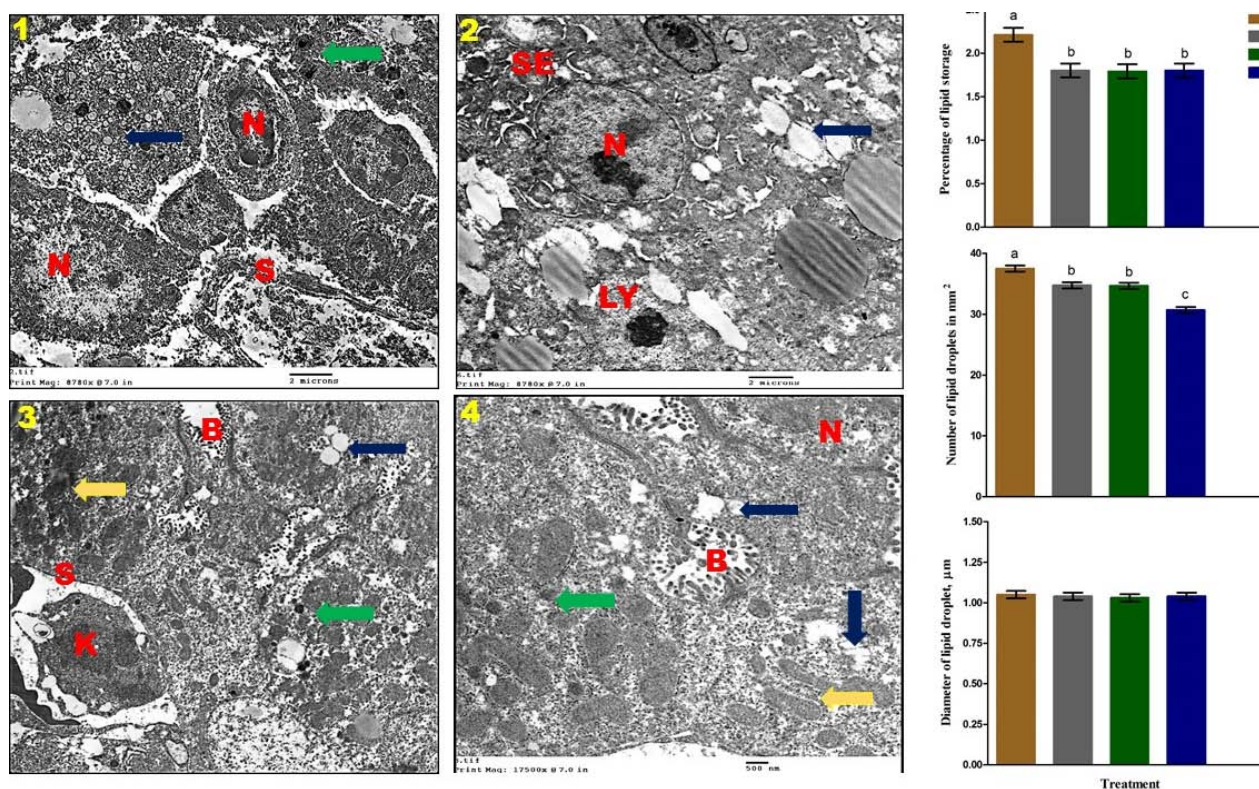 1
N
N
S
2.tif
Print Mag: 8780x @ 7.0 in
2 microns
2
SE
N
LY
6.tif
Print Mag: 8780x @ 7.0 in
2 microns
3
B
S
K
4
N
B
Print Mag: 17500x @ 7.0 in
500 nm
Percentage of lipid storage
2.0
1.5
1.0
0.5
0.0
a
b
b
b
Number of lipid droplets in mm²
40
30
20
10
0
a
b
b
c
Diameter of lipid droplet, µm
1.50
1.25
1.00
0.75
0.50
0.25
0.00
Treatment